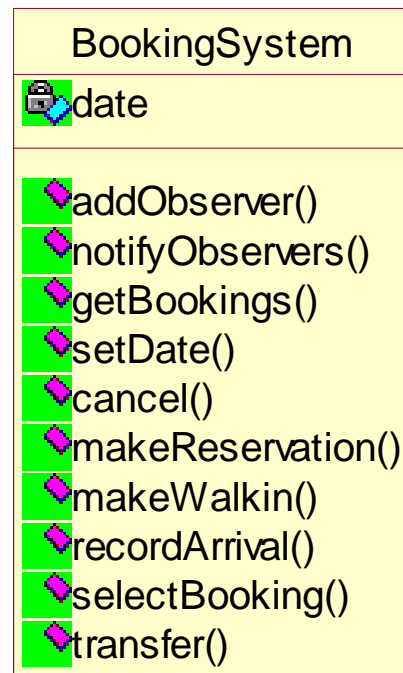 BookingSystem
date
addObserver()
notifyObservers()
getBookings()
setDate()
cancel()
makeReservation()
makeWalkin()
recordArrival()
selectBooking()
transfer()